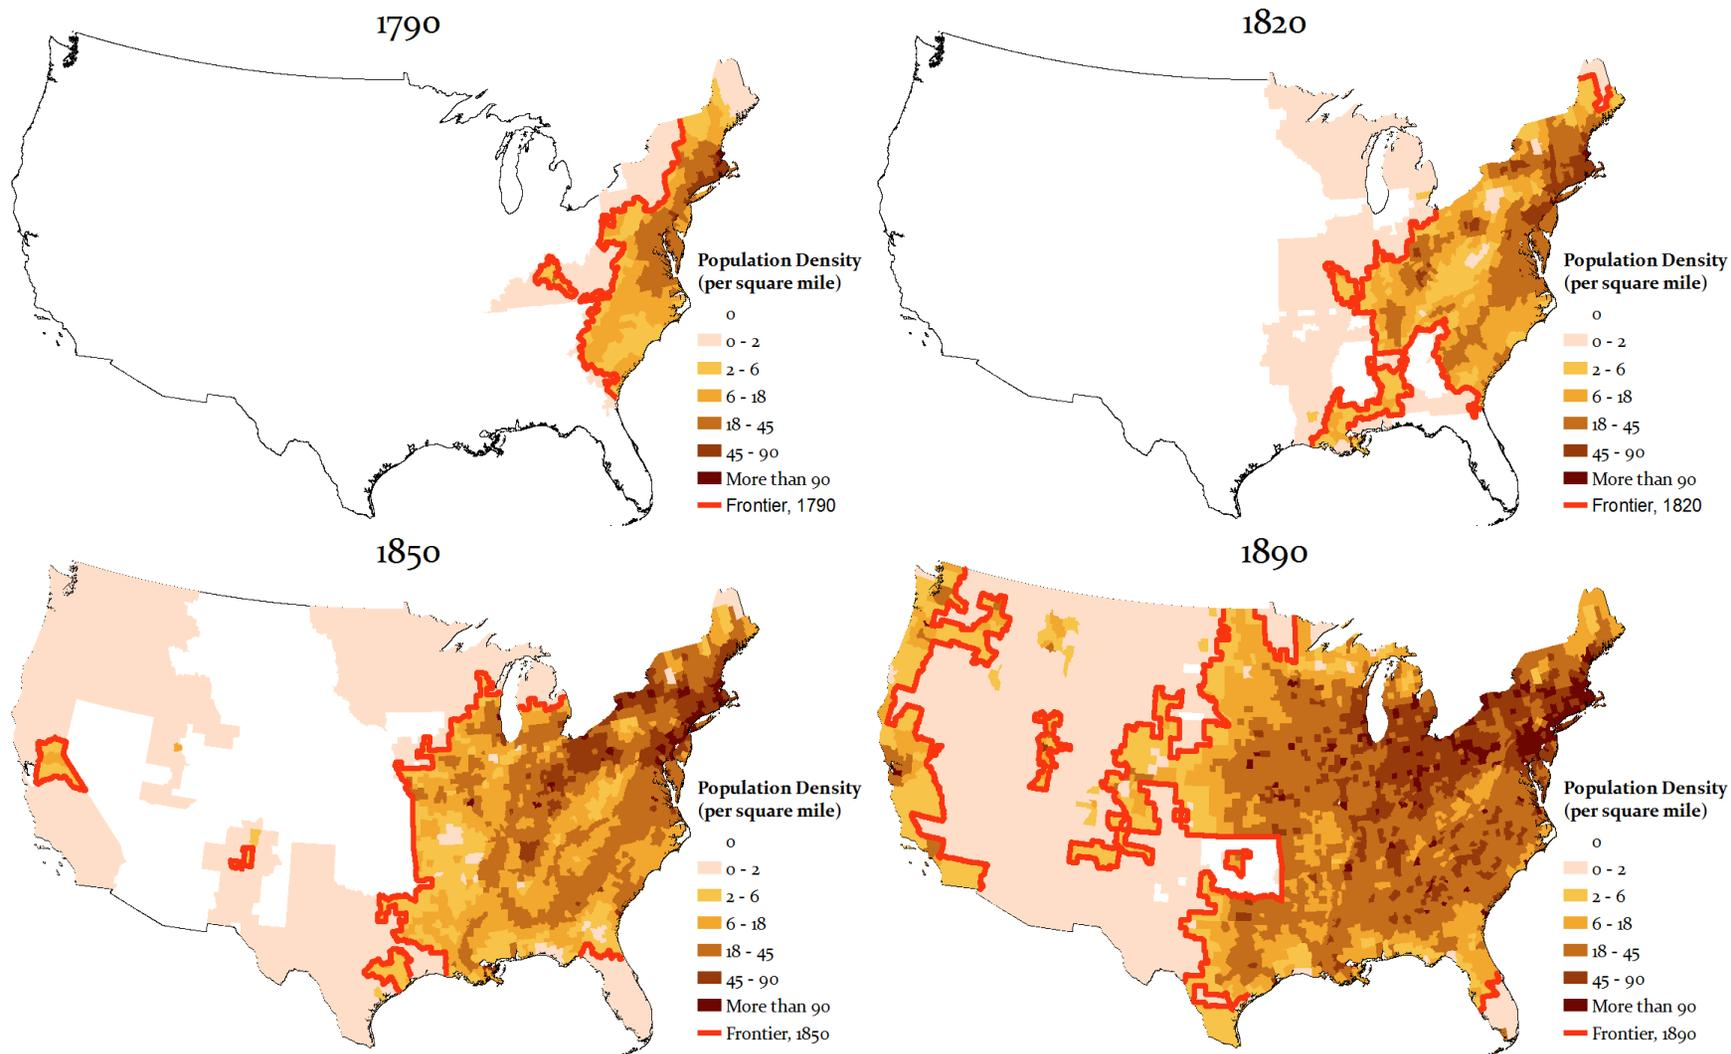 1790
Population Density
(per square mile)
0
0 - 2
2 - 6
6 - 18
18 - 45
45 - 90
More than 90
Frontier, 1790
1820
Population Density
(per square mile)
0
0 - 2
2 - 6
6 - 18
18 - 45
45 - 90
More than 90
Frontier, 1820
1850
Population Density
(per square mile)
0
0 - 2
2 - 6
6 - 18
18 - 45
45 - 90
More than 90
Frontier, 1850
1890
Population Density
(per square mile)
0
0 - 2
2 - 6
6 - 18
18 - 45
45 - 90
More than 90
Frontier, 1890